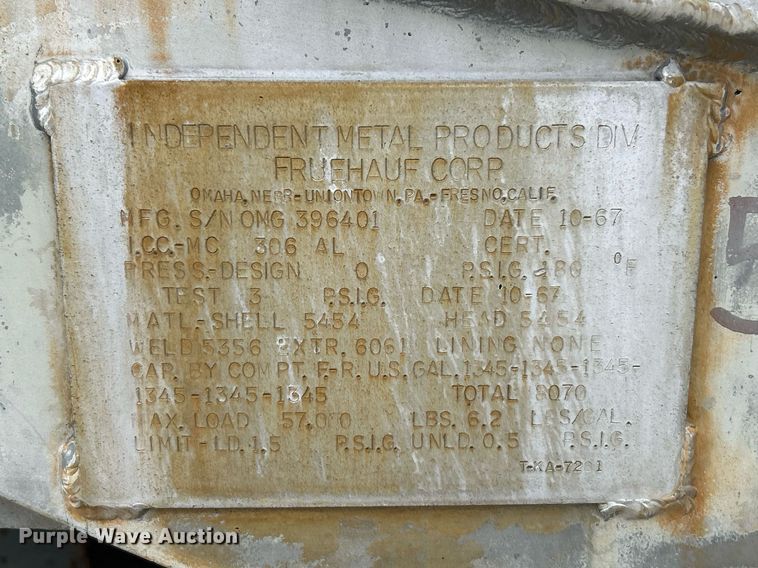 INDEPENDENT METAL PRODUCTS DIV
FRUEHAUF CORP.
OMAHA, NEBR-UNIONTOWN, PA.-FRESNO, CALIF.
MFG. S/N OMG 396401 DATE 10-67
I.C.C.-MC 306 AL CERT.
PRESS.-DESIGN 0 P.S.I.G. °F
TEST 3 P.S.I.G. DATE 10-67
MATL.-SHELL 5454 HEAD 5454
WELD 5356 EXTR. 6061 LINING NONE
CAP. BY COMPT. F-R. U.S. GAL. 1345-1345-1345-
1345-1345-1345 TOTAL 8070
MAX. LOAD LBS. 6.2 LBS/GAL.
LIMIT-LD. 1.5 P.S.I.G. UNLD. 0.5 P.S.I.G.
5
Purple Wave Auction